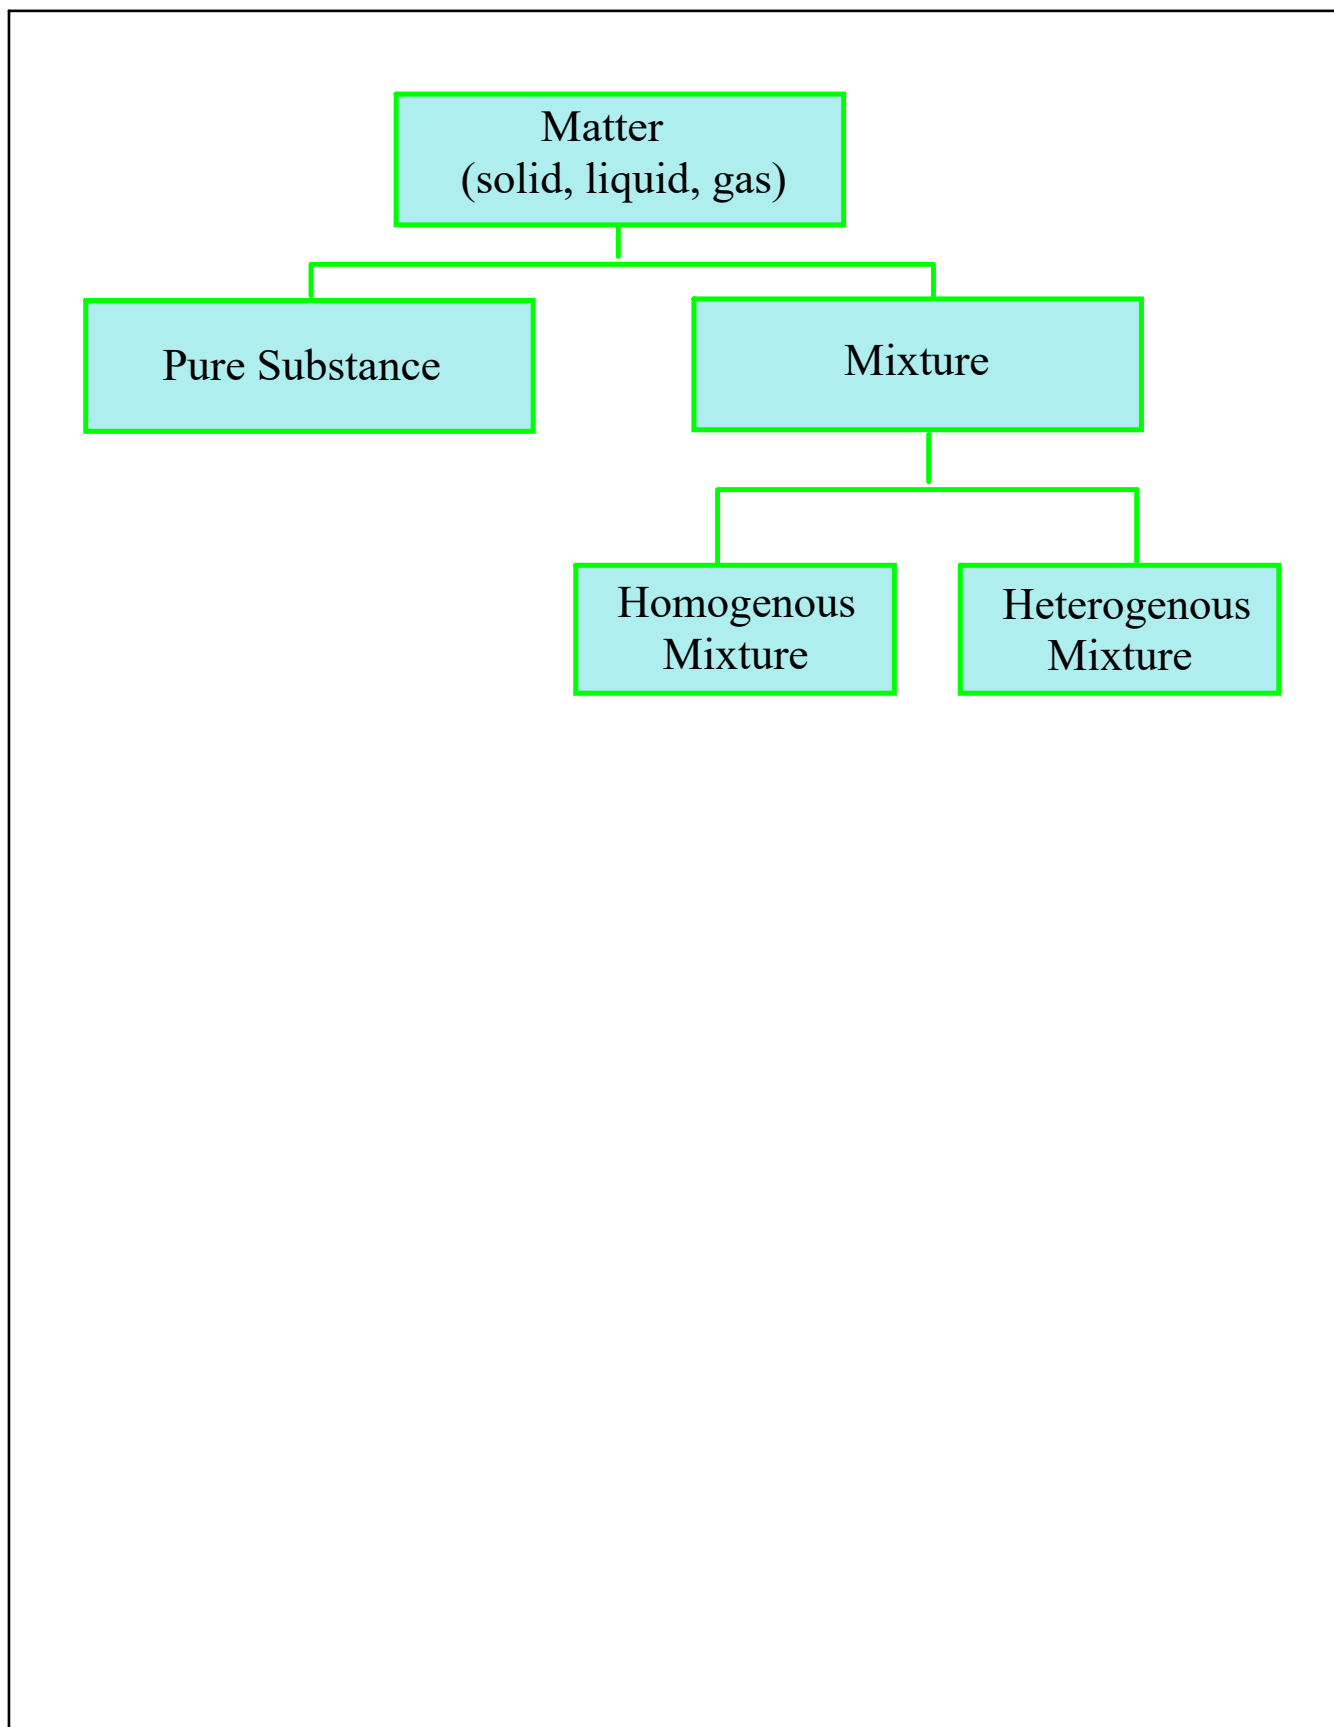 Matter
(solid, liquid, gas)
Pure Substance
Mixture
Homogenous
Mixture
Heterogenous
Mixture